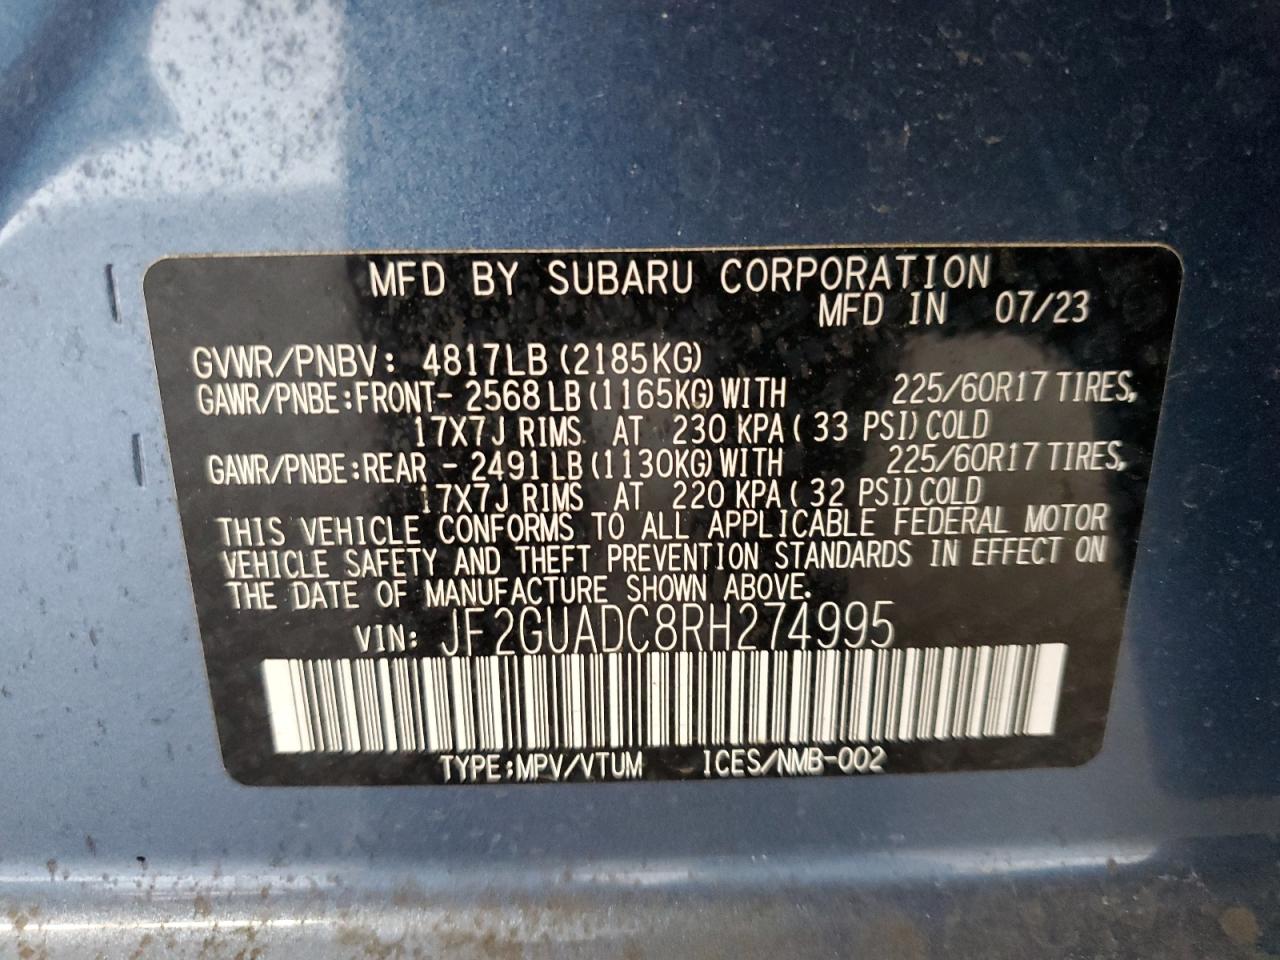 MFD BY SUBARU CORPORATION
MFD IN 07/23
GVWR/PNBV: 4817LB (2185KG)
GAWR/PNBE:FRONT- 2568LB (1165KG) WITH 225/60R17 TIRES,
17X7J RIMS AT 230 KPA ( 33 PSI) COLD
GAWR/PNBE:REAR - 2491LB (1130KG) WITH 225/60R17 TIRES,
17X7J RIMS AT 220 KPA ( 32 PSI) COLD
THIS VEHICLE CONFORMS TO ALL APPLICABLE FEDERAL MOTOR
VEHICLE SAFETY AND THEFT PREVENTION STANDARDS IN EFFECT ON
THE DATE OF MANUFACTURE SHOWN ABOVE.
VIN: JF2GUADC8RH274995
TYPE:MPV/VTUM ICES/NMB-002